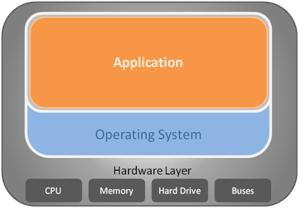 Application
Operating System
Hardware Layer
CPU Memory Hard Drive Buses